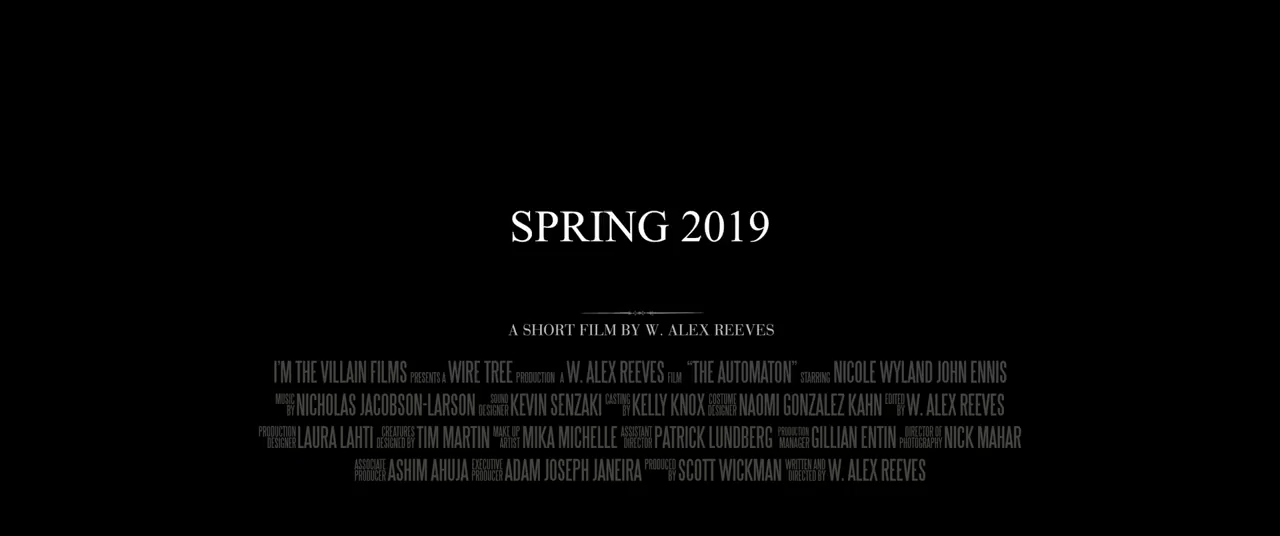 SPRING 2019
A SHORT FILM BY W. ALEX REEVES
I'M THE VILLAIN FILMS PRESENTS A WIRE TREE PRODUCTION A W. ALEX REEVES FILM "THE AUTOMATON" STARRING NICOLE WYLAND JOHN ENNIS
MUSIC BY NICHOLAS JACOBSON-LARSON SOUND DESIGNER KEVIN SENZAKI CASTING BY KELLY KNOX COSTUME DESIGNER NAOMI GONZALEZ KAHN EDITED BY W. ALEX REEVES
PRODUCTION DESIGNER LAURA LAHTI CREATURES DESIGNED BY TIM MARTIN MAKE UP ARTIST MIKA MICHELLE ASSISTANT DIRECTOR PATRICK LUNDBERG PRODUCTION MANAGER GILLIAN ENTIN DIRECTOR OF PHOTOGRAPHY NICK MAHAR
ASSOCIATE PRODUCER ASHIM AHUJA EXECUTIVE PRODUCER ADAM JOSEPH JANEIRA PRODUCED BY SCOTT WICKMAN WRITTEN AND DIRECTED BY W. ALEX REEVES